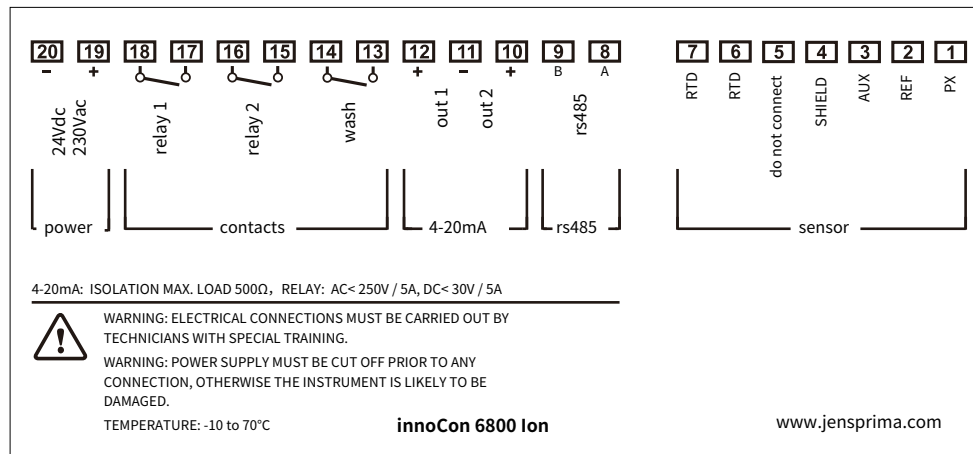 20 19 18 17 16 15 14 13 12 11 10 9 8 7 6 5 4 3 2 1
− + + − + B A
24Vdc
230Vac
relay 1
relay 2
wash
out 1
out 2
rs485
RTD
RTD
do not connect
SHIELD
AUX
REF
PX
power contacts 4-20mA rs485 sensor
4-20mA: ISOLATION MAX. LOAD 500Ω, RELAY: AC< 250V / 5A, DC< 30V / 5A
WARNING: ELECTRICAL CONNECTIONS MUST BE CARRIED OUT BY
TECHNICIANS WITH SPECIAL TRAINING.
WARNING: POWER SUPPLY MUST BE CUT OFF PRIOR TO ANY
CONNECTION, OTHERWISE THE INSTRUMENT IS LIKELY TO BE
DAMAGED.
TEMPERATURE: -10 to 70°C
innoCon 6800 Ion
www.jensprima.com